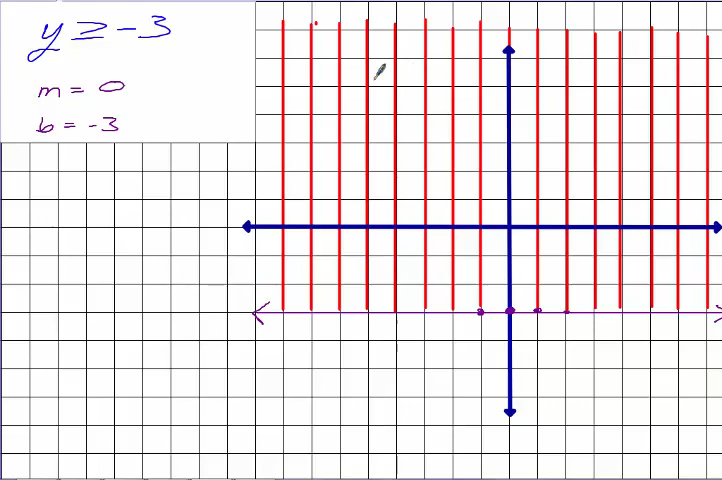 y ≥ -3
m = 0
b = -3